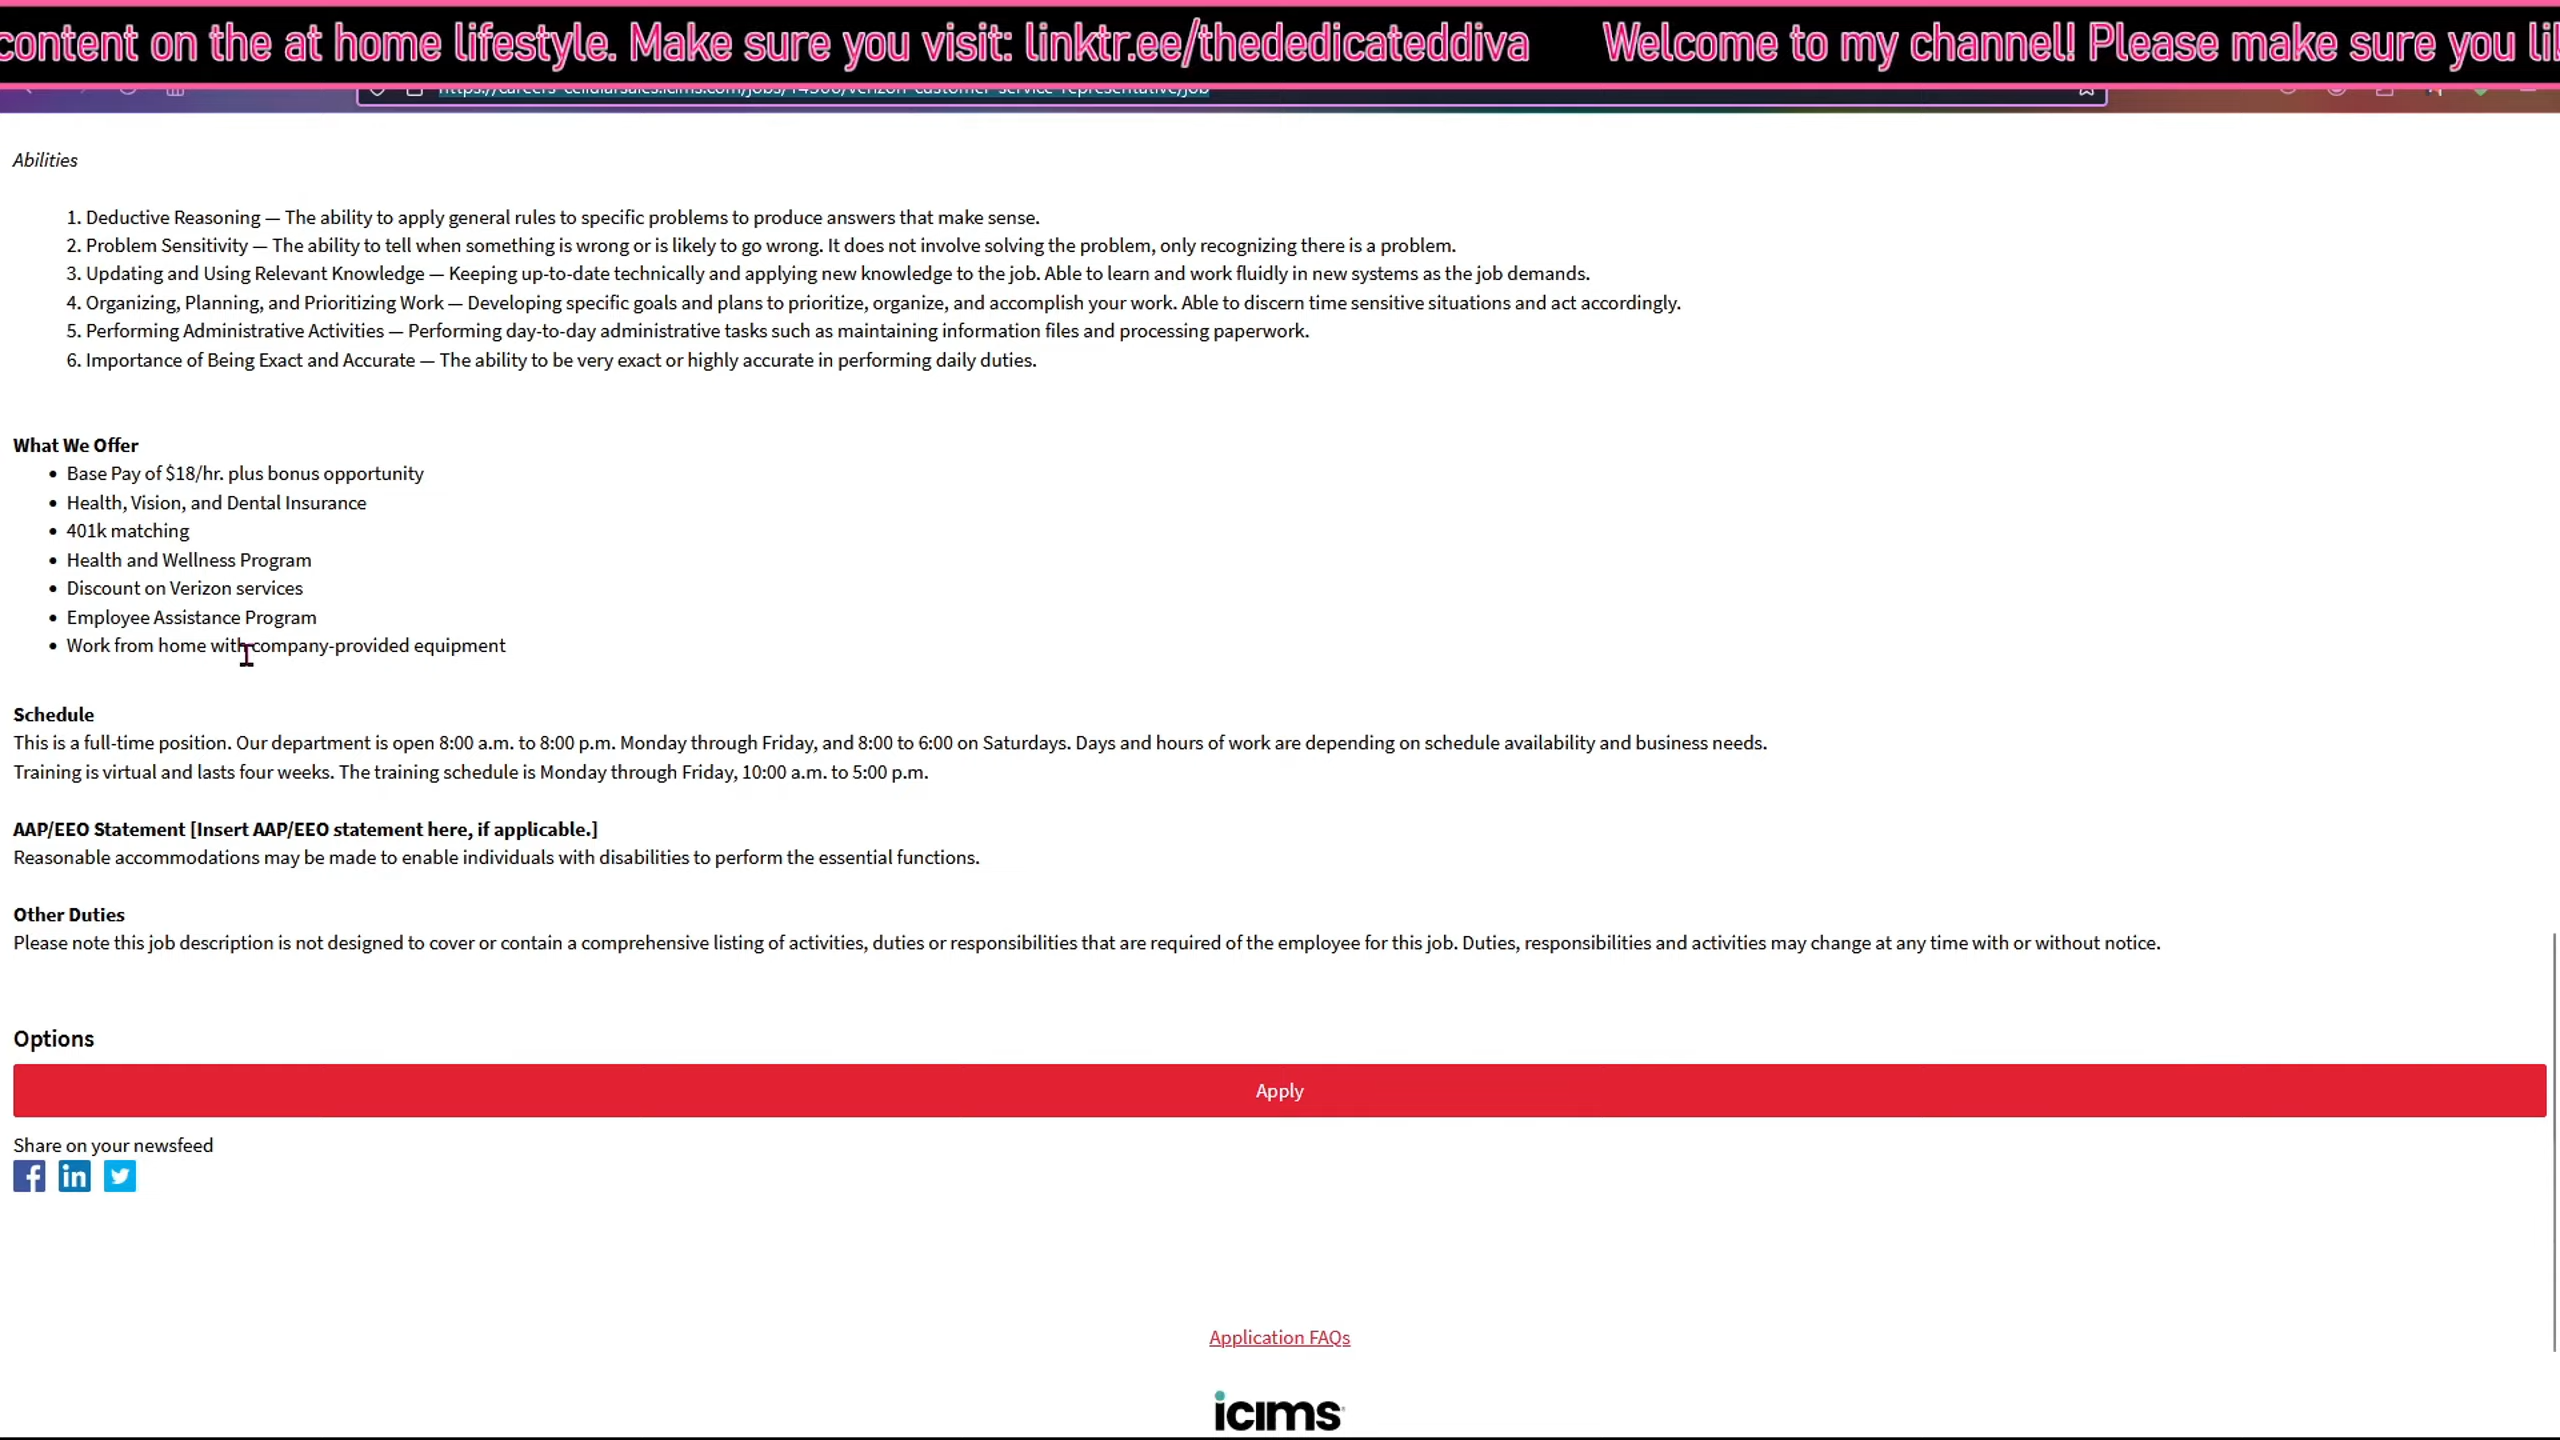 content on the at home lifestyle. Make sure you visit: linktr.ee/thededicateddiva Welcome to my channel! Please make sure you
Abilities
1. Deductive Reasoning — The ability to apply general rules to specific problems to produce answers that make sense.
2. Problem Sensitivity — The ability to tell when something is wrong or is likely to go wrong. It does not involve solving the problem, only recognizing there is a problem.
3. Updating and Using Relevant Knowledge — Keeping up-to-date technically and applying new knowledge to the job. Able to learn and work fluidly in new systems as the job demands.
4. Organizing, Planning, and Prioritizing Work — Developing specific goals and plans to prioritize, organize, and accomplish your work. Able to discern time sensitive situations and act accordingly.
5. Performing Administrative Activities — Performing day-to-day administrative tasks such as maintaining information files and processing paperwork.
6. Importance of Being Exact and Accurate — The ability to be very exact or highly accurate in performing daily duties.
What We Offer
• Base Pay of $18/hr. plus bonus opportunity
• Health, Vision, and Dental Insurance
• 401k matching
• Health and Wellness Program
• Discount on Verizon services
• Employee Assistance Program
• Work from home with company-provided equipment
Schedule
This is a full-time position. Our department is open 8:00 a.m. to 8:00 p.m. Monday through Friday, and 8:00 to 6:00 on Saturdays. Days and hours of work are depending on schedule availability and business needs.
Training is virtual and lasts four weeks. The training schedule is Monday through Friday, 10:00 a.m. to 5:00 p.m.
AAP/EEO Statement [Insert AAP/EEO statement here, if applicable.]
Reasonable accommodations may be made to enable individuals with disabilities to perform the essential functions.
Other Duties
Please note this job description is not designed to cover or contain a comprehensive listing of activities, duties or responsibilities that are required of the employee for this job. Duties, responsibilities and activities may change at any time with or without notice.
Options
Apply
Share on your newsfeed
Application FAQs
icims